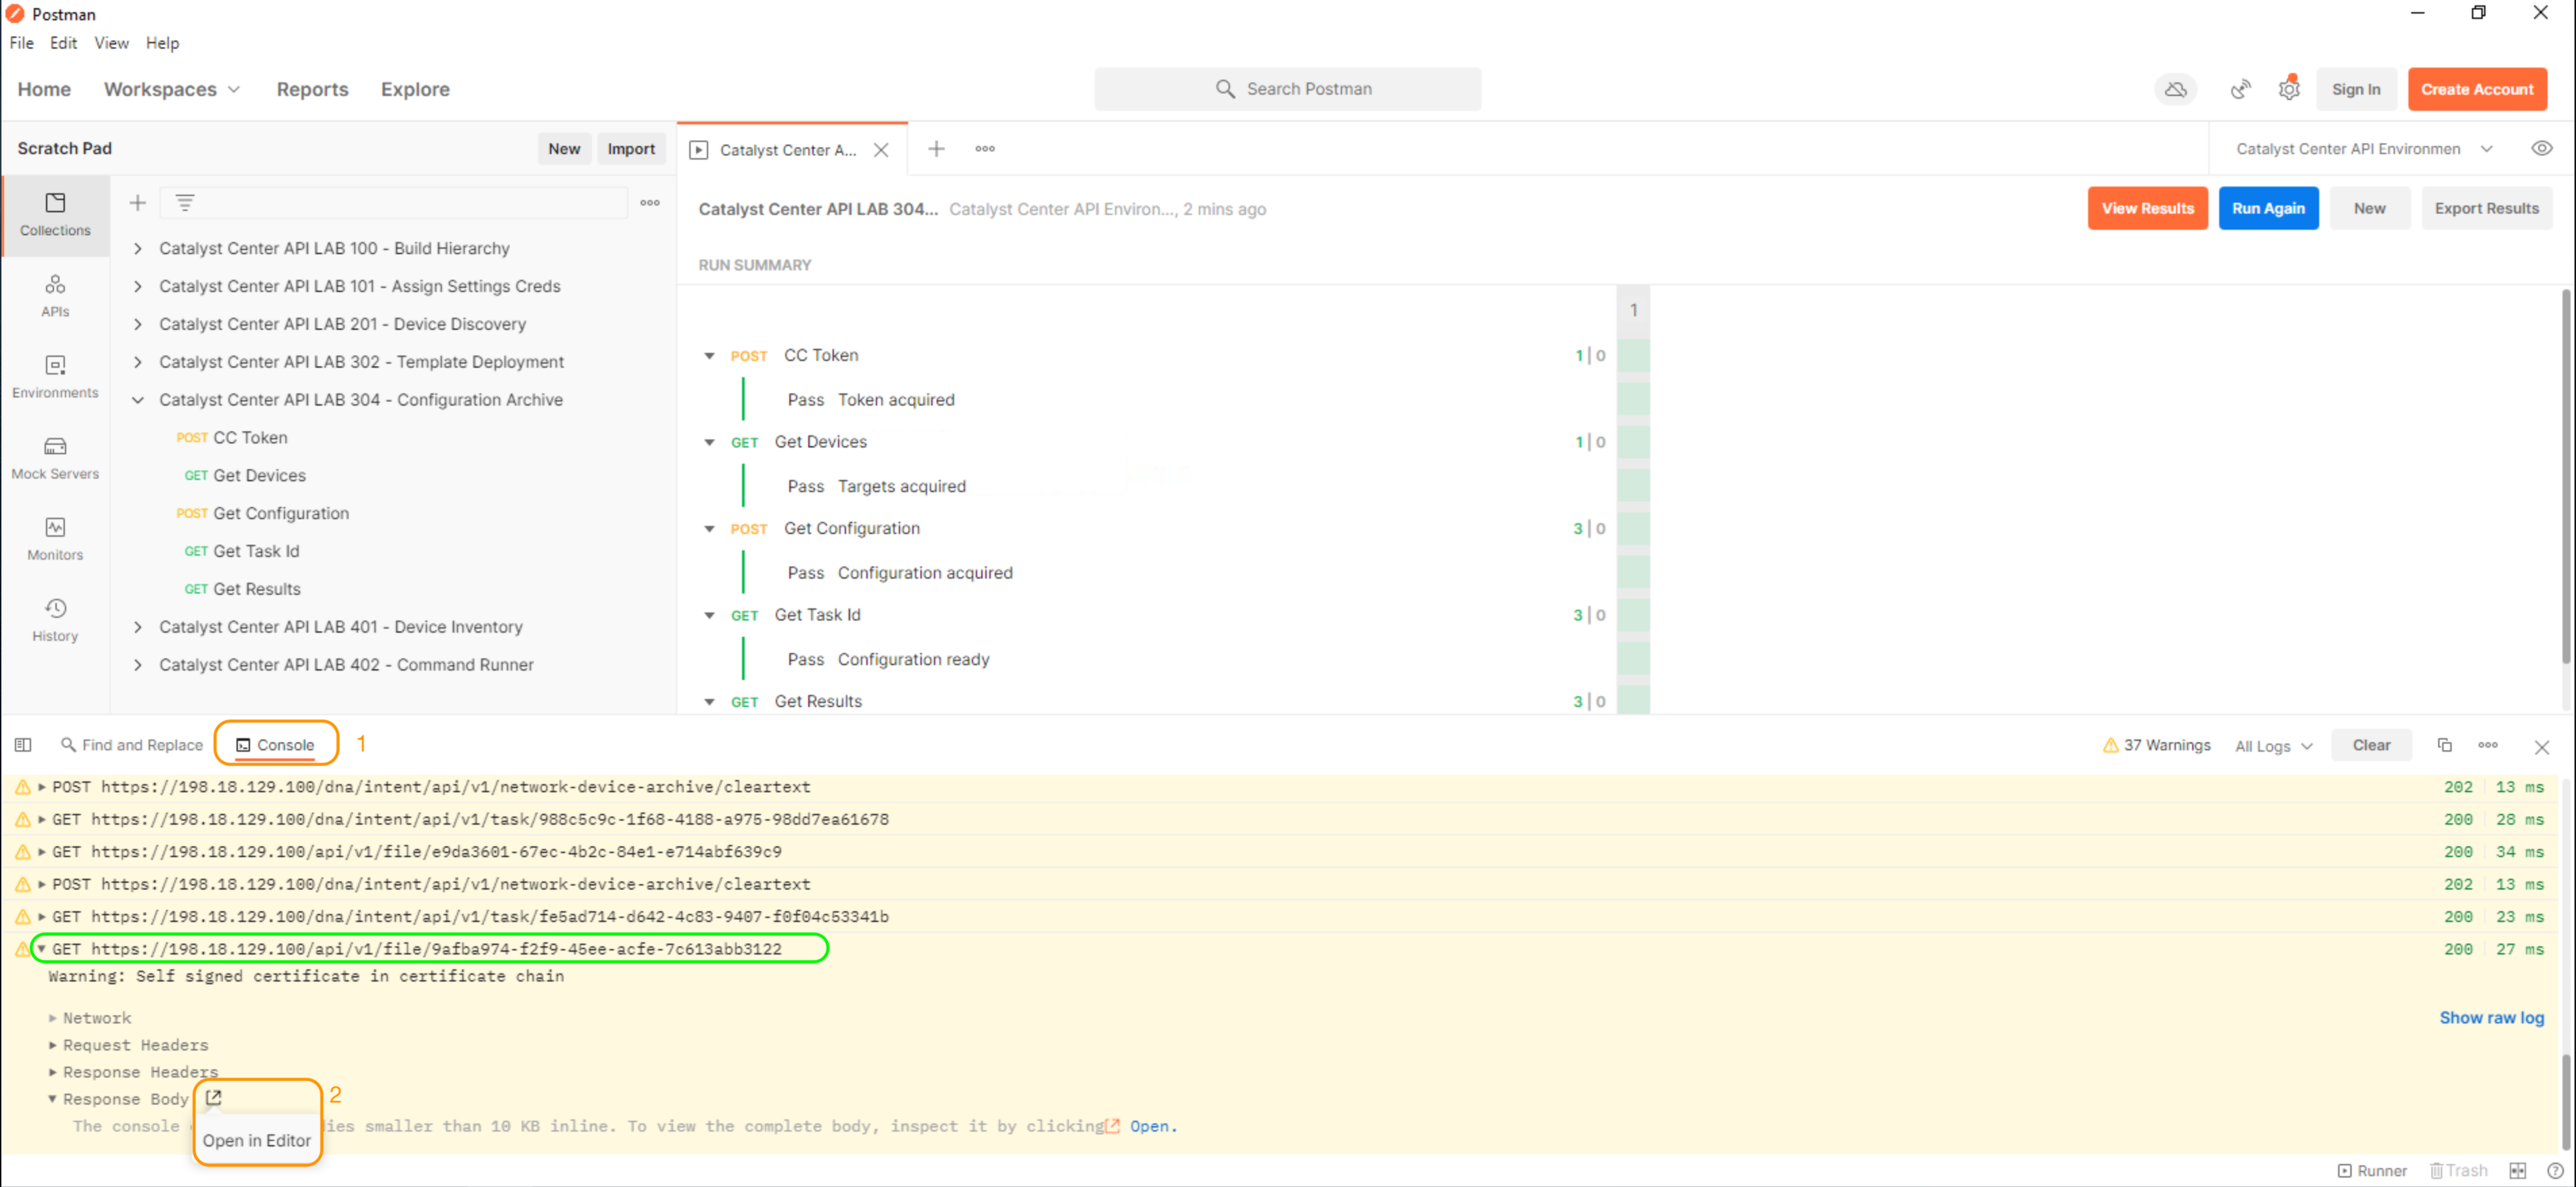 Postman
File Edit View Help
Home Workspaces Reports Explore Search Postman Sign In Create Account
Scratch Pad New Import Catalyst Center A... Catalyst Center API Environmen
Collections
APIs
Environments
Mock Servers
Monitors
History
Catalyst Center API LAB 100 - Build Hierarchy
Catalyst Center API LAB 101 - Assign Settings Creds
Catalyst Center API LAB 201 - Device Discovery
Catalyst Center API LAB 302 - Template Deployment
Catalyst Center API LAB 304 - Configuration Archive
POST CC Token
GET Get Devices
POST Get Configuration
GET Get Task Id
GET Get Results
Catalyst Center API LAB 401 - Device Inventory
Catalyst Center API LAB 402 - Command Runner
Catalyst Center API LAB 304... Catalyst Center API Environ..., 2 mins ago View Results Run Again New Export Results
RUN SUMMARY
1
POST CC Token 1 | 0
Pass Token acquired
GET Get Devices 1 | 0
Pass Targets acquired
POST Get Configuration 3 | 0
Pass Configuration acquired
GET Get Task Id 3 | 0
Pass Configuration ready
GET Get Results 3 | 0
Find and Replace Console 1 37 Warnings All Logs Clear
POST https://198.18.129.100/dna/intent/api/v1/network-device-archive/cleartext 202 13 ms
GET https://198.18.129.100/dna/intent/api/v1/task/988c5c9c-1f68-4188-a975-98dd7ea61678 200 28 ms
GET https://198.18.129.100/api/v1/file/e9da3601-67ec-4b2c-84e1-e714abf639c9 200 34 ms
POST https://198.18.129.100/dna/intent/api/v1/network-device-archive/cleartext 202 13 ms
GET https://198.18.129.100/dna/intent/api/v1/task/fe5ad714-d642-4c83-9407-f0f04c53341b 200 23 ms
GET https://198.18.129.100/api/v1/file/9afba974-f2f9-45ee-acfe-7c613abb3122 200 27 ms
Warning: Self signed certificate in certificate chain
Network Show raw log
Request Headers
Response Headers
Response Body 2
The console dies smaller than 10 KB inline. To view the complete body, inspect it by clicking Open.
Open in Editor
Runner Trash